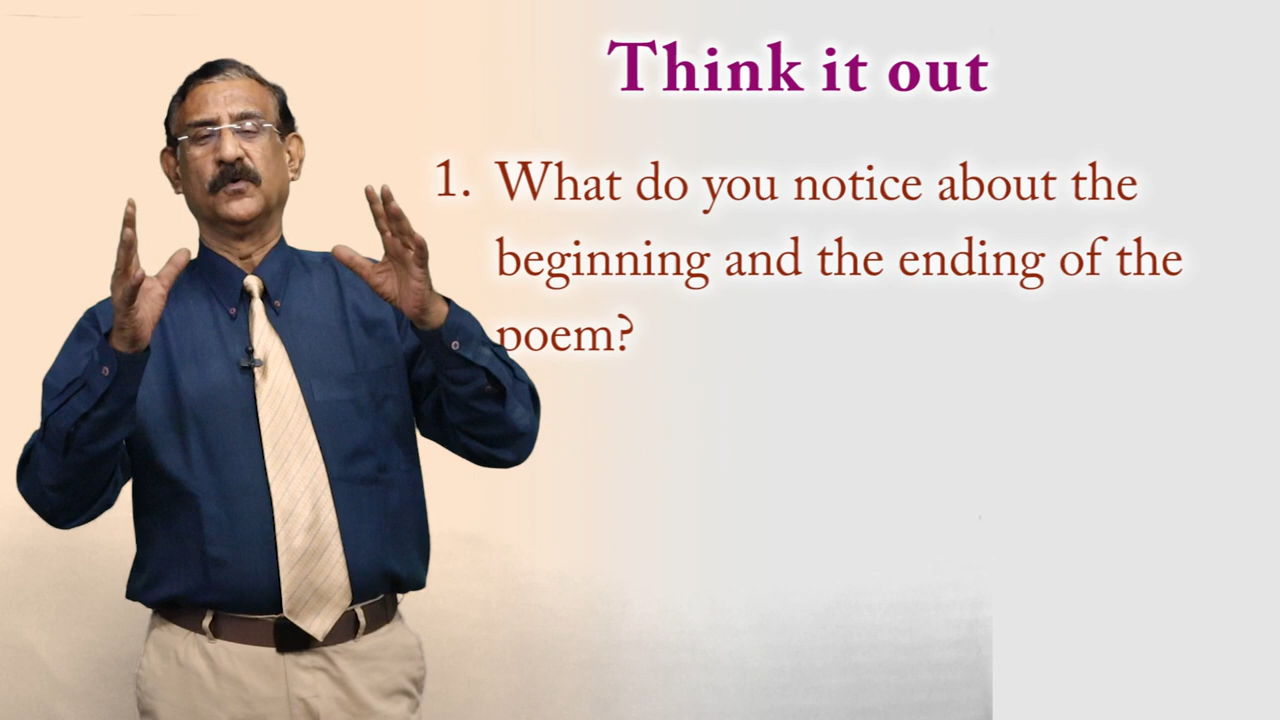 Think it out
1. What do you notice about the
beginning and the ending of the
poem?